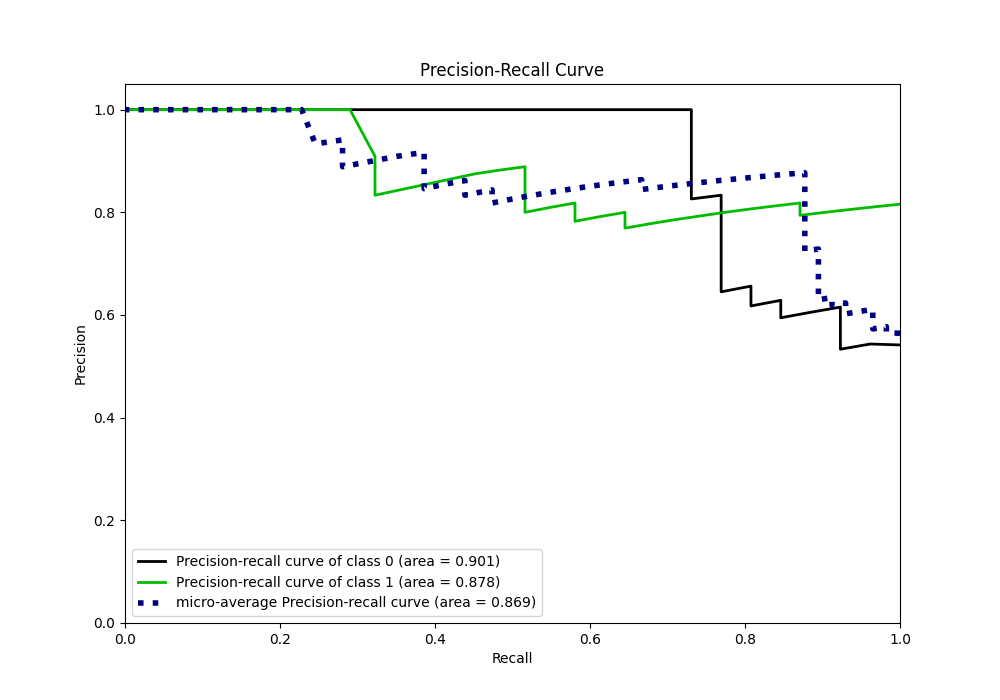 Precision-Recall Curve
1.0
0.8
0.6
0.4
0.2
0.0
Precision
Precision-recall curve of class 0 (area = 0.901)
Precision-recall curve of class 1 (area = 0.878)
micro-average Precision-recall curve (area = 0.869)
0.0 0.2 0.4 0.6 0.8 1.0
Recall